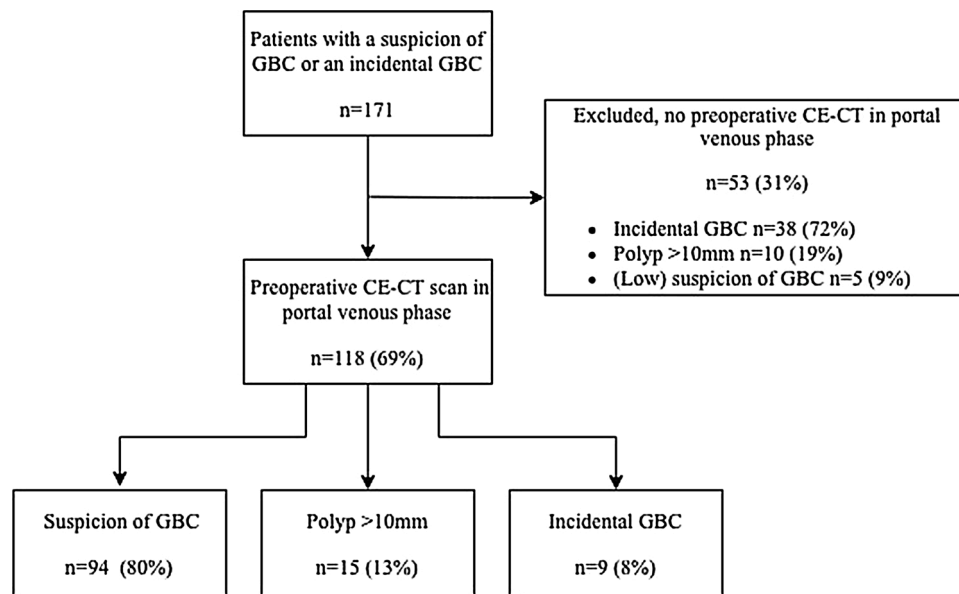 Patients with a suspicion of
GBC or an incidental GBC
n=171
Excluded, no preoperative CE-CT in portal
venous phase
n=53 (31%)
• Incidental GBC n=38 (72%)
• Polyp >10mm n=10 (19%)
• (Low) suspicion of GBC n=5 (9%)
Preoperative CE-CT scan in
portal venous phase
n=118 (69%)
Suspicion of GBC
n=94 (80%)
Polyp >10mm
n=15 (13%)
Incidental GBC
n=9 (8%)